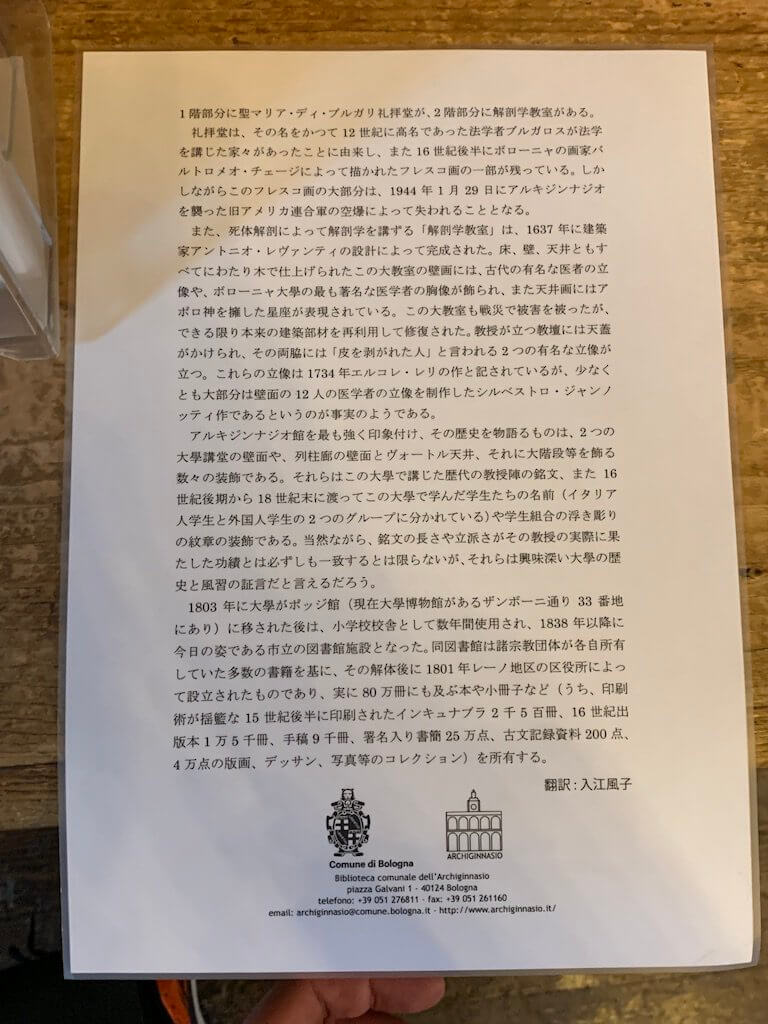 1階部分に聖マリア・ディ・ブルガリ礼拝堂が、2階部分に解剖学教室がある。
礼拝堂は、その名をかつて12世紀に高名であった法学者ブルガロスが法学
を講じた家々があったことに由来し、また16世紀後半にボローニャの画家バ
ルトロメオ・チェージによって描かれたフレスコ画の一部が残っている。しか
しながらこのフレスコ画の大部分は、1944年1月29日にアルキジンナジオ
を襲った旧アメリカ連合軍の空爆によって失われることとなる。
また、死体解剖によって解剖学を講ずる「解剖学教室」は、1637年に建築
家アントニオ・レヴァンティの設計によって完成された。床、壁、天井ともす
べてにわたり木で仕上げられたこの大教室の壁画には、古代の有名な医者の立
像や、ボローニャ大學の最も著名な医学者の胸像が飾られ、また天井画にはア
ポロ神を擁した星座が表現されている。この大教室も戦災で被害を被ったが、
できる限り本来の建築部材を再利用して修復された。教授が立つ教壇には天蓋
がかけられ、その両脇には「皮を剥がれた人」と言われる2つの有名な立像が
立つ。これらの立像は1734年エルコレ・レリの作と記されているが、少なく
とも大部分は壁面の12人の医学者の立像を制作したシルベストロ・ジャンノ
ッティ作であるというのが事実のようである。
アルキジンナジオ館を最も強く印象付け、その歴史を物語るものは、2つの
大學講堂の壁面や、列柱廊の壁面とヴォートル天井、それに大階段等を飾る
数々の装飾である。それらはこの大學で講じた歴代の教授陣の銘文、また16
世紀後期から18世紀末に渡ってこの大學で学んだ学生たちの名前（イタリア
人学生と外国人学生の2つのグループに分かれている）や学生組合の浮き彫り
の紋章の装飾である。当然ながら、銘文の長さや立派さがその教授の実際に果
たした功績とは必ずしも一致するとは限らないが、それらは興味深い大學の歴
史と風習の証言だと言えるだろう。
1803年に大學がポッジ館（現在大學博物館があるザンボーニ通り33番地
にあり）に移された後は、小学校校舎として数年間使用され、1838年以降に
今日の姿である市立の図書館施設となった。同図書館は諸宗教団体が各自所有
していた多数の書籍を基に、その解体後に1801年レーノ地区の区役所によっ
て設立されたものであり、実に80万冊にも及ぶ本や小冊子など（うち、印刷
術が揺籃な15世紀後半に印刷されたインキュナブラ2千5百冊、16世紀出
版本1万5千冊、手稿9千冊、署名入り書簡25万点、古文記録資料200点、
4万点の版画、デッサン、写真等のコレクション）を所有する。
翻訳：入江風子
Comune di Bologna
ARCHIGINNASIO
Biblioteca comunale dell'Archiginnasio
piazza Galvani 1 - 40124 Bologna
telefono: +39 051 276811 - fax: +39 051 261160
email: archiginnasio@comune.bologna.it - http://www.archiginnasio.it/